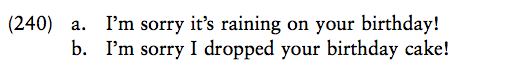 (240) a. I’m sorry it’s raining on your birthday!
b. I’m sorry I dropped your birthday cake!